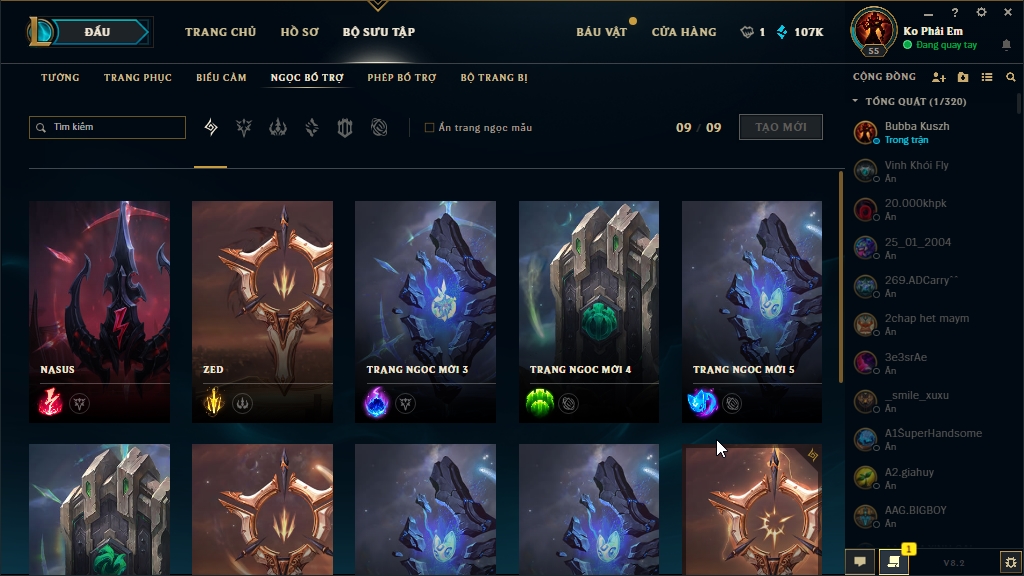 ĐẤU
TRANG CHỦ
HỒ SƠ
BỘ SƯU TẬP
BÁU VẬT
CỬA HÀNG
1
107K
55
Ko Phải Em
Đang quay tay
TƯỚNG
TRANG PHỤC
BIỂU CẢM
NGỌC BỔ TRỢ
PHÉP BỔ TRỢ
BỘ TRANG BỊ
CỘNG ĐỒNG
Tìm kiếm
Ẩn trang ngọc mẫu
09 / 09
TẠO MỚI
TỔNG QUÁT (1/320)
Bubba Kuszh
Trong trận
Vinh Khói Fly
Ẩn
20.000khpk
Ẩn
25_01_2004
Ẩn
269.ADCarry``
Ẩn
2chap het maym
Ẩn
3e3srAe
Ẩn
_smile_xuxu
Ẩn
A1SuperHandsome
Ẩn
A2.giahuy
Ẩn
AAG.BIGBOY
Ẩn
NASUS
ZED
TRANG NGỌC MỚI 3
TRANG NGỌC MỚI 4
TRANG NGỌC MỚI 5
1
V8.2